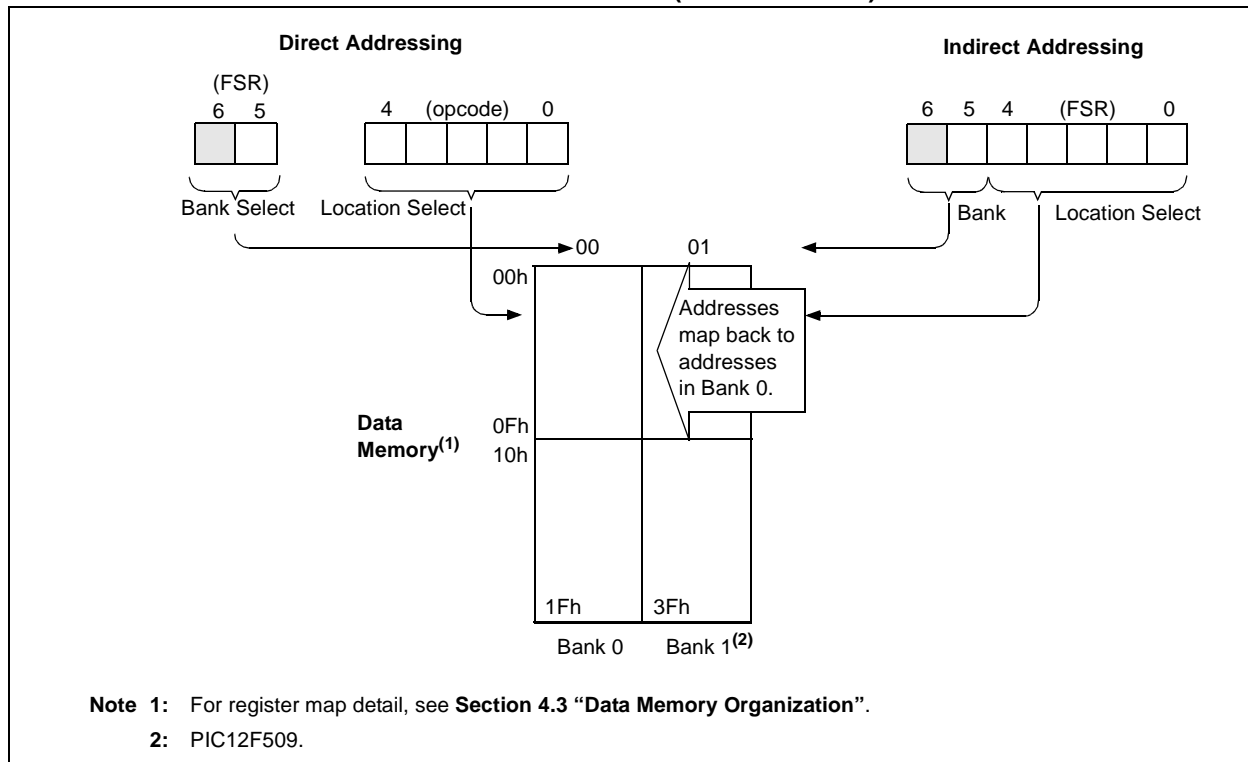 Direct Addressing
(FSR)
6 5
4 (opcode) 0
Bank Select
Location Select
Indirect Addressing
6 5 4 (FSR) 0
Bank
Location Select
00 01
00h
Addresses
map back to
addresses
in Bank 0.
Data
Memory(1)
0Fh
10h
1Fh
3Fh
Bank 0
Bank 1(2)
Note 1: For register map detail, see Section 4.3 “Data Memory Organization”.
2: PIC12F509.